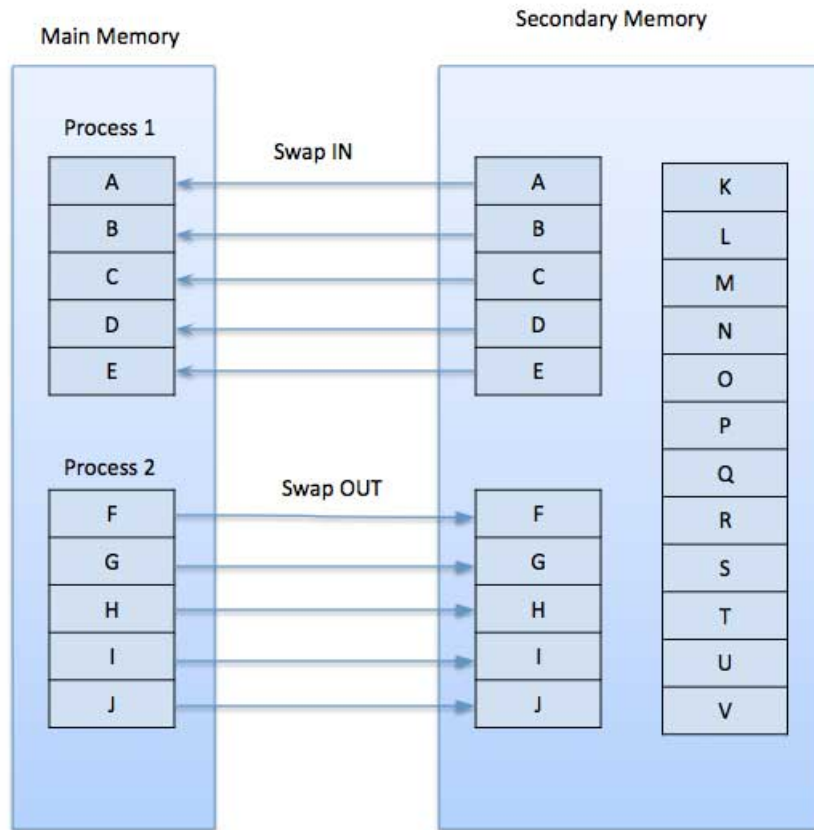 Main Memory
Secondary Memory
Process 1
Swap IN
A
B
C
D
E
Process 2
Swap OUT
F
G
H
I
J
A
B
C
D
E
F
G
H
I
J
K
L
M
N
O
P
Q
R
S
T
U
V